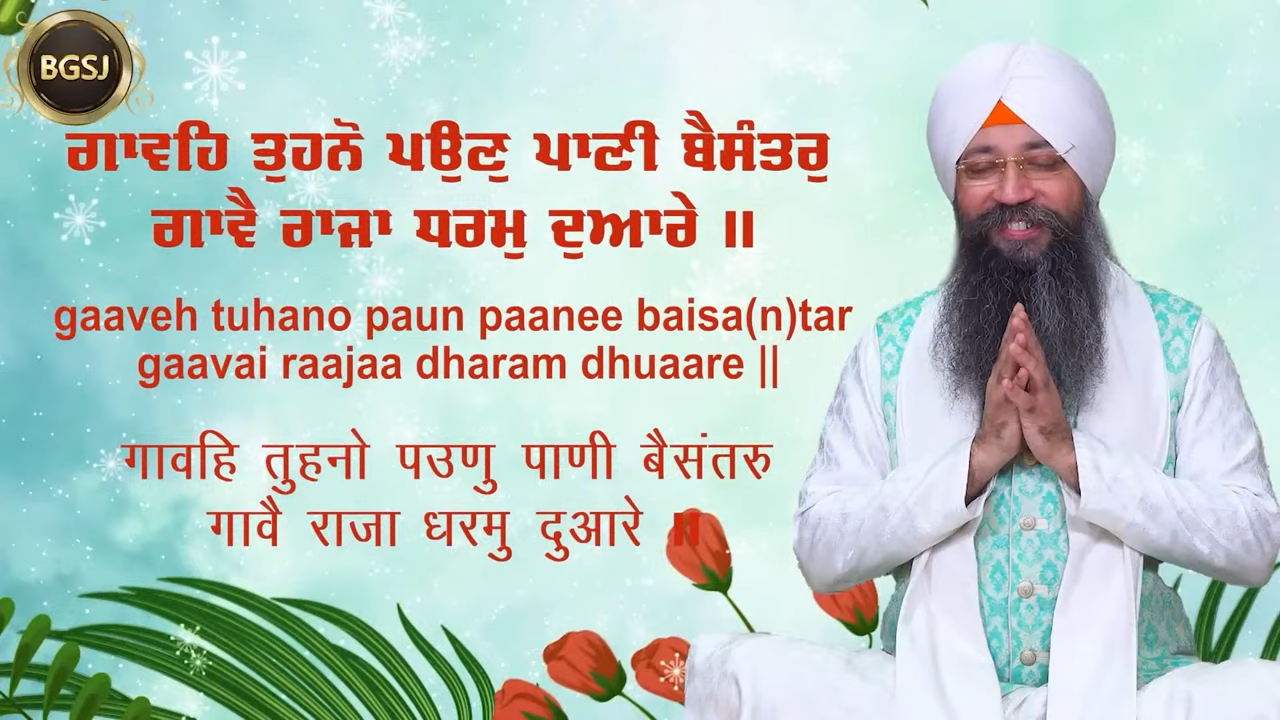 BGSJ
ਗਾਵਹਿ ਤੁਹਨੋ ਪਉਣੁ ਪਾਣੀ ਬੈਸੰਤਰੁ
ਗਾਵੈ ਰਾਜਾ ਧਰਮੁ ਦੁਆਰੇ ॥
gaaveh tuhano paun paanee baisa(n)tar
gaavai raajaa dharam dhuaare ||
गावहि तुहनो पउणु पाणी बैसंतरु
गावै राजा धरमु दुआरे ॥